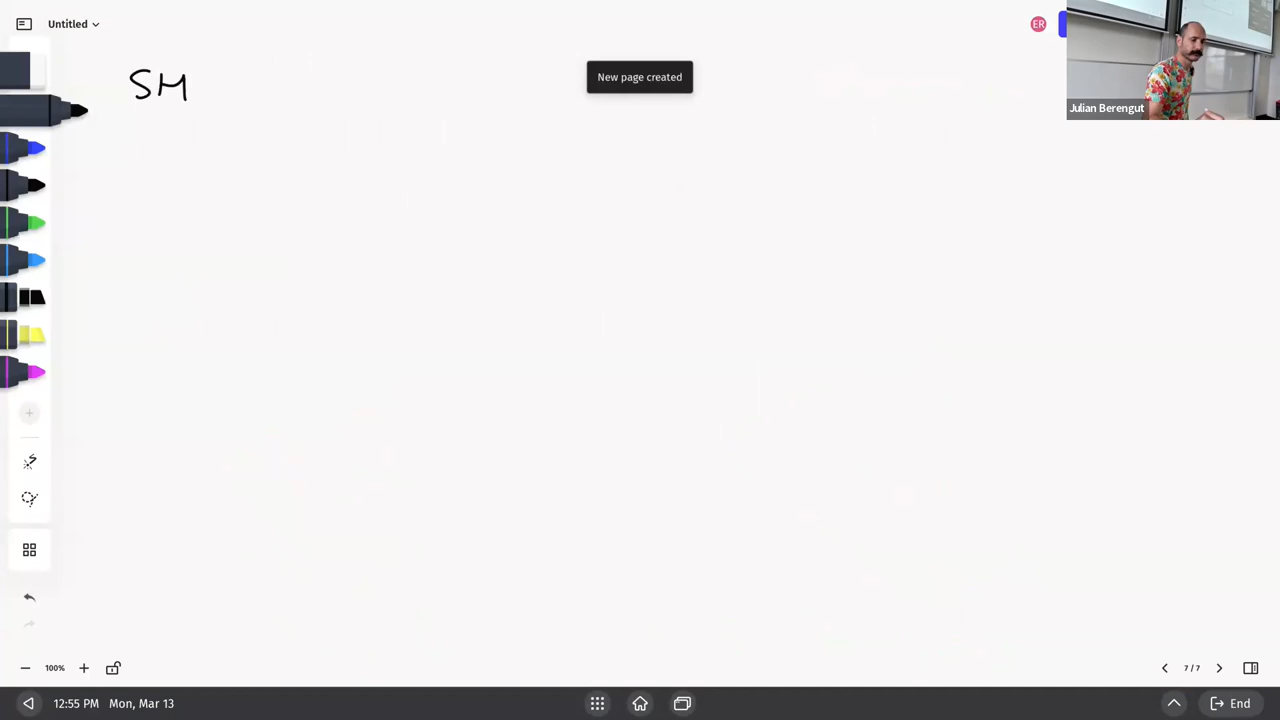 Untitled
ER
SM
New page created
Julian Berengut
100%
7 / 7
12:55 PM Mon, Mar 13
End